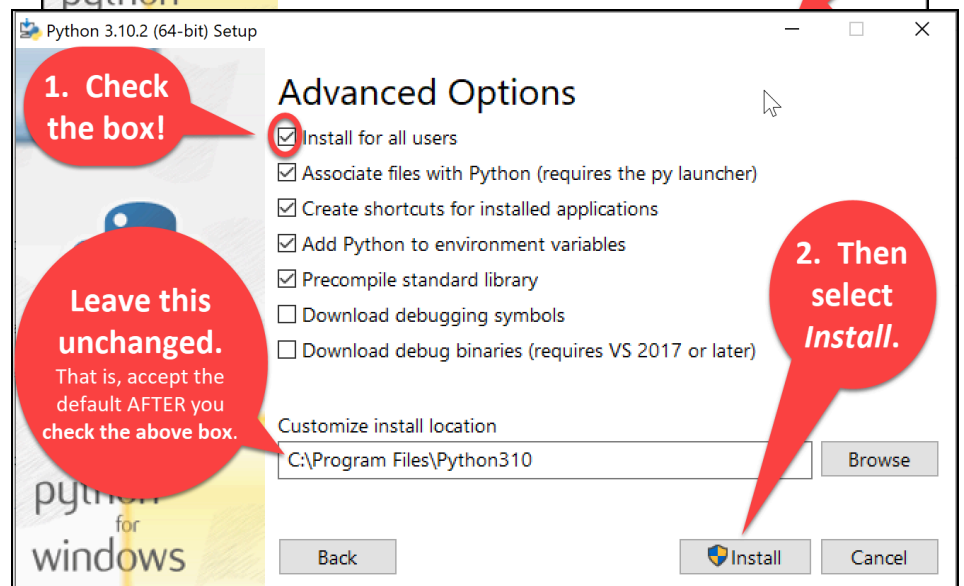 python
Python 3.10.2 (64-bit) Setup
1. Check
the box!
Advanced Options
Install for all users
Associate files with Python (requires the py launcher)
Create shortcuts for installed applications
Add Python to environment variables
Precompile standard library
Download debugging symbols
Download debug binaries (requires VS 2017 or later)
2. Then
select
Install.
Leave this
unchanged.
That is, accept the
default AFTER you
check the above box.
Customize install location
C:\Program Files\Python310
Browse
python
for
windows
Back
Install
Cancel